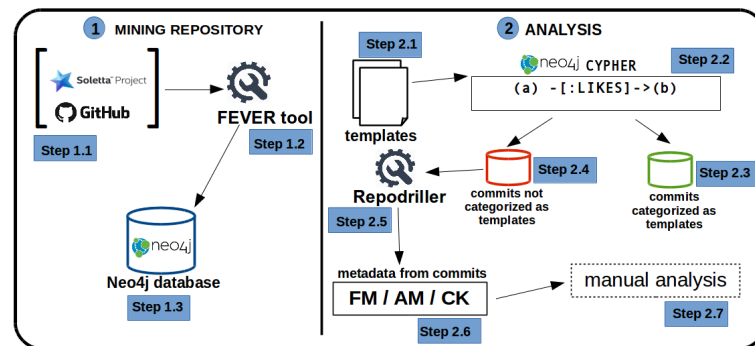 1 MINING REPOSITORY
Soletta Project
GitHub
Step 1.1
FEVER tool
Step 1.2
neo4j
Neo4j database
Step 1.3
2 ANALYSIS
Step 2.1
templates
neo4j CYPHER
Step 2.2
(a) -[:LIKES]->(b)
Step 2.3
commits
categorized as
templates
Step 2.4
commits not
categorized as
templates
Repodriller
Step 2.5
metadata from commits
FM / AM / CK
Step 2.6
manual analysis
Step 2.7